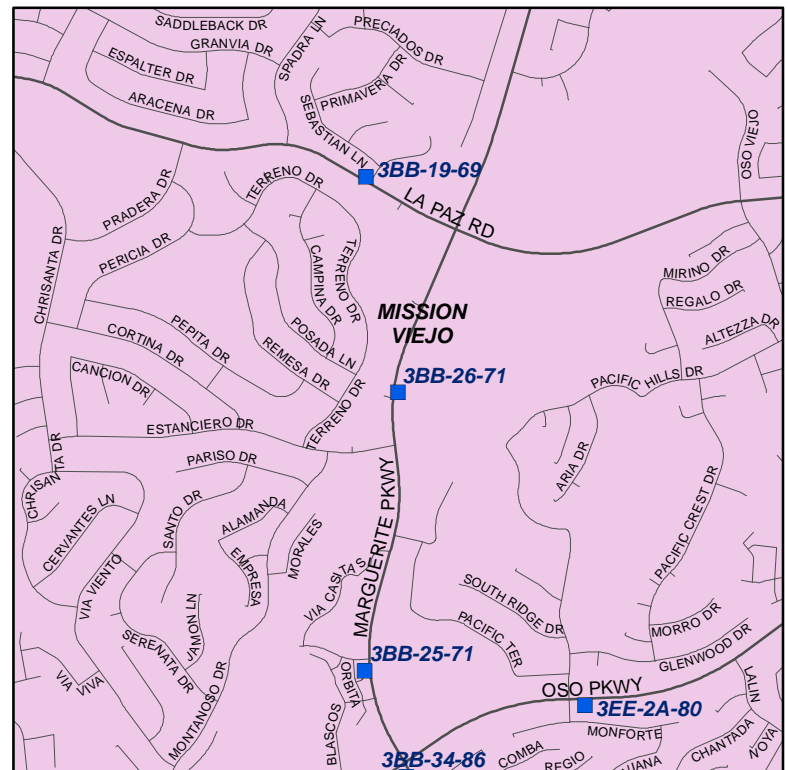 SADDLEBACK DR
GRANVIA DR
PRECIADOS DR
ESPALTER DR
SPADRA LN
PRIMAVERA DR
ARACENA DR
SEBASTIAN LN
OSO VIEJO
3BB-19-69
TERRENO DR
LA PAZ RD
PRADERA DR
PERICIA DR
CHRISANTA DR
CAMPINA DR
TERRENO DR
MIRINO DR
REGALO DR
MISSION
VIEJO
PEPITA DR
CORTINA DR
POSADA LN
REMESA DR
ALTEZZA DR
CANCION DR
3BB-26-71
PACIFIC HILLS DR
ESTANCIERO DR
TERRENO DR
CHRISANTA DR
PARISO DR
ARIA DR
SANTO DR
ALAMANDA
CERVANTES LN
MORALES
EMPRESA
PACIFIC CREST DR
VIA VIENTO
VIA CASITAS
MARGUERITE PKWY
SOUTH RIDGE DR
PACIFIC TER
JAMON LN
SERENATA DR
MORRO DR
GLENWOOD DR
3BB-25-71
VIA VIVA
MONTANOSO DR
ORBITA
BLASCOS
OSO PKWY
LALIN
3EE-2A-80
MONFORTE
3BB-34-86
COMBA
REGIO
UANA
CHANTADA
NOYA